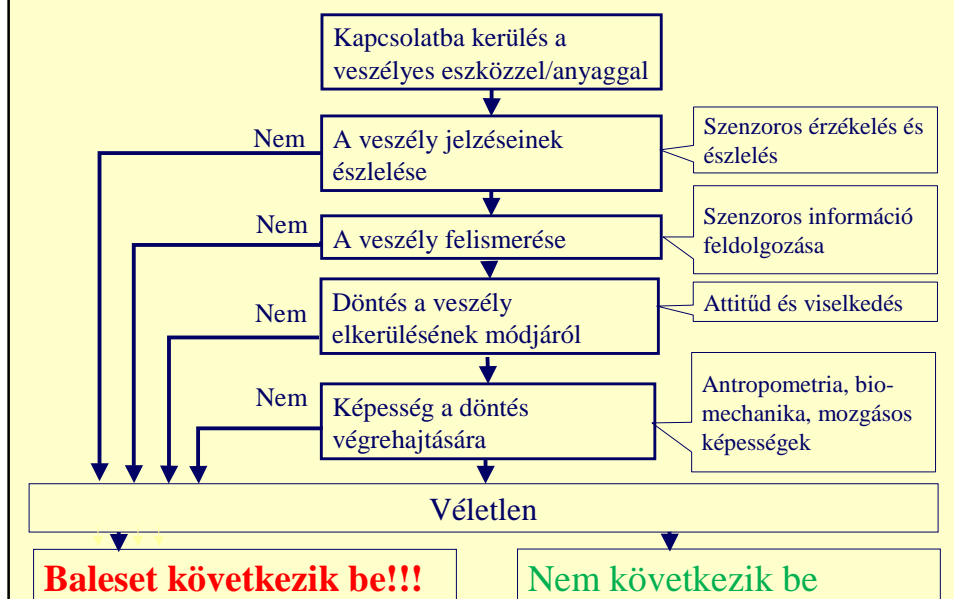 Kapcsolatba kerülés a
veszélyes eszközzel/anyaggal
Nem
A veszély jelzéseinek
észlelése
Szenzoros érzékelés és
észlelés
Nem
A veszély felismerése
Szenzoros információ
feldolgozása
Nem
Döntés a veszély
elkerülésének módjáról
Attitűd és viselkedés
Nem
Képesség a döntés
végrehajtására
Antropometria, bio-
mechanika, mozgásos
képességek
Véletlen
Baleset következik be!!!
Nem következik be